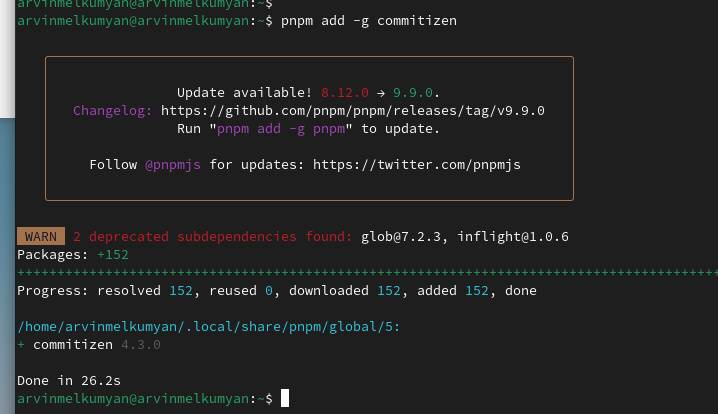 arvinmelkumyan@arvinmelkumyan:~$
arvinmelkumyan@arvinmelkumyan:~$ pnpm add -g commitizen
Update available! 8.12.0 → 9.9.0.
Changelog: https://github.com/pnpm/pnpm/releases/tag/v9.9.0
Run "pnpm add -g pnpm" to update.
Follow @pnpmjs for updates: https://twitter.com/pnpmjs
WARN 2 deprecated subdependencies found: glob@7.2.3, inflight@1.0.6
Packages: +152
++++++++++++++++++++++++++++++++++++++++++++++++++++++++++++++++++++++++++++++++++++++++
Progress: resolved 152, reused 0, downloaded 152, added 152, done
/home/arvinmelkumyan/.local/share/pnpm/global/5:
+ commitizen 4.3.0
Done in 26.2s
arvinmelkumyan@arvinmelkumyan:~$